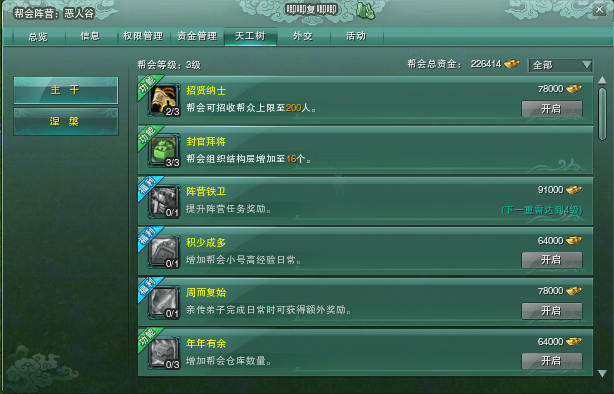 唧唧复唧唧
帮会阵营：恶人谷
总览 信息 权限管理 资金管理 天工树 外交 活动
帮会等级：3级 帮会总资金： 226414 全部
主 干
涅 槃
功能 招贤纳士 78000
2/3 帮会可招收帮众上限至200人。 开启
功能 封官拜将
3/3 帮会组织结构层增加至16个。
福利 阵营铁卫 91000
0/1 提升阵营任务奖励。 (下一重需达到4级)
福利 积少成多 64000
0/1 增加帮会小号高经验日常。 开启
福利 周而复始 78000
0/1 亲传弟子完成日常时可获得额外奖励。 开启
功能 年年有余 64000
0/3 增加帮会仓库数量。 开启